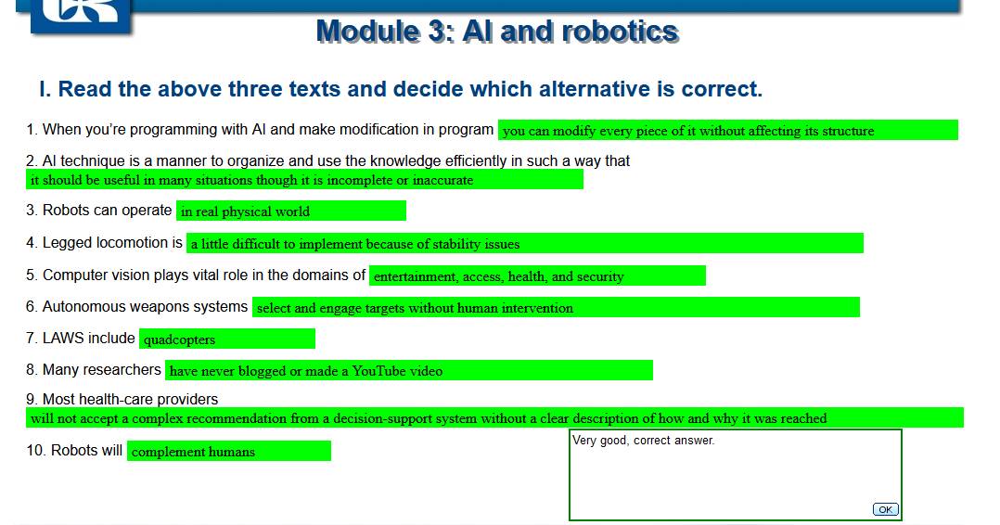 Module 3: AI and robotics
I. Read the above three texts and decide which alternative is correct.
1. When you’re programming with AI and make modification in program you can modify every piece of it without affecting its structure
2. AI technique is a manner to organize and use the knowledge efficiently in such a way that
it should be useful in many situations though it is incomplete or inaccurate
3. Robots can operate in real physical world
4. Legged locomotion is a little difficult to implement because of stability issues
5. Computer vision plays vital role in the domains of entertainment, access, health, and security
6. Autonomous weapons systems select and engage targets without human intervention
7. LAWS include quadcopters
8. Many researchers have never blogged or made a YouTube video
9. Most health-care providers
will not accept a complex recommendation from a decision-support system without a clear description of how and why it was reached
10. Robots will complement humans
Very good, correct answer.
OK